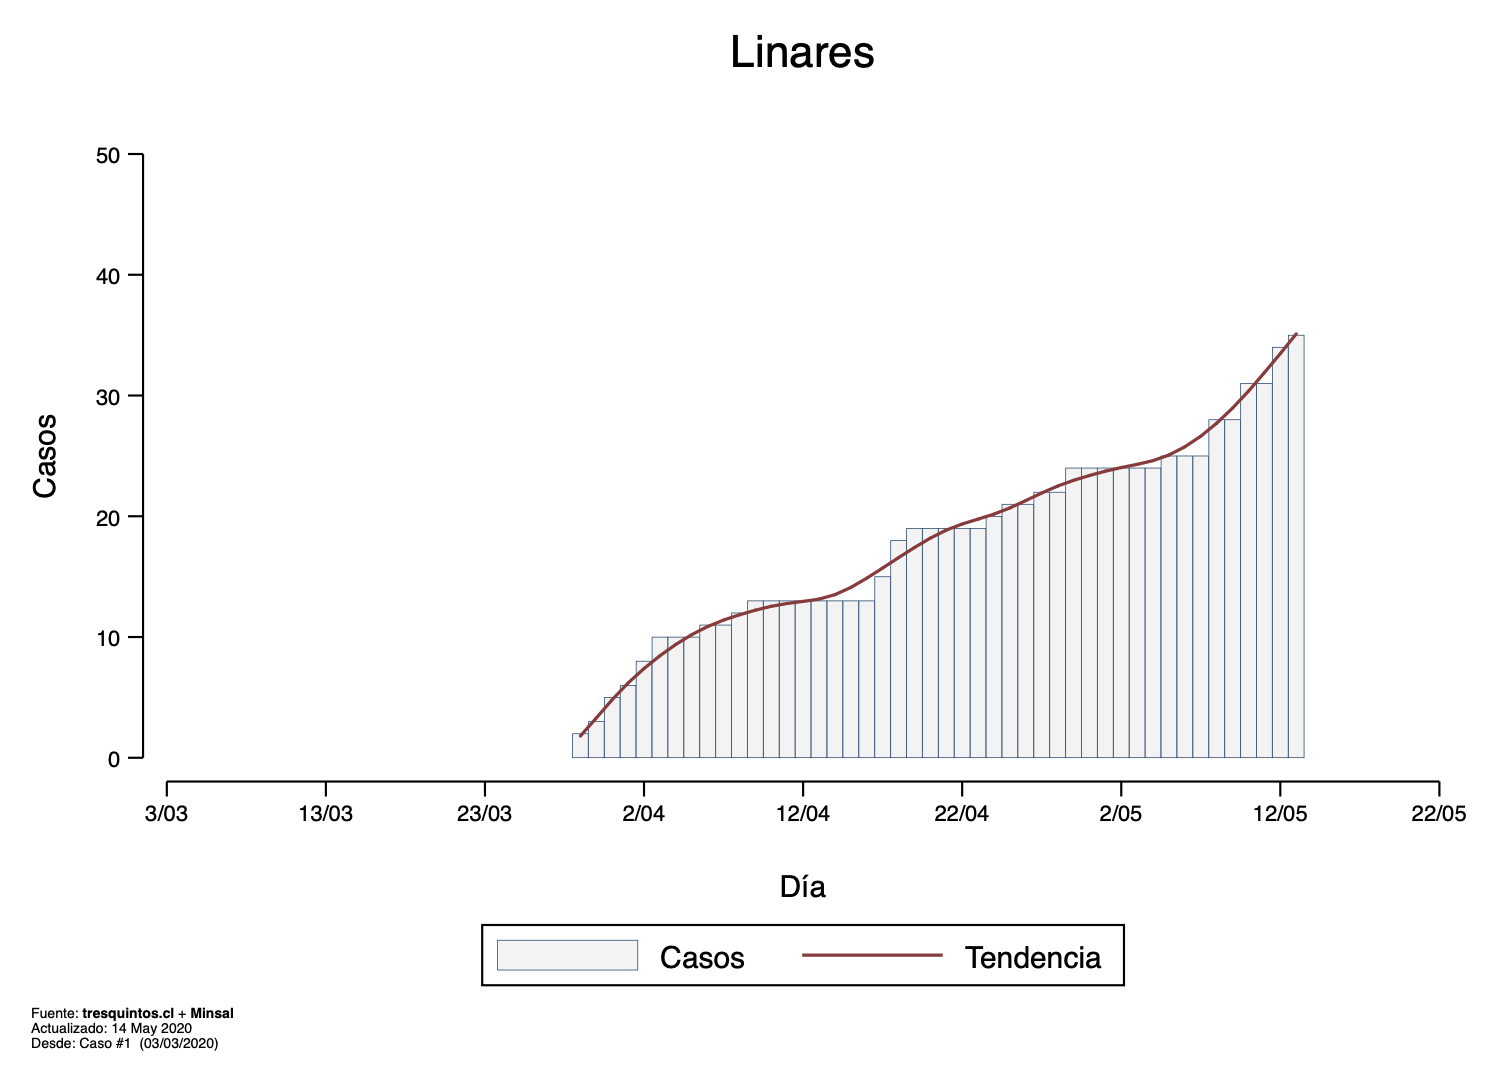 Linares
50
40
30
20
10
0
Casos
3/03 13/03 23/03 2/04 12/04 22/04 2/05 12/05 22/05
Día
Casos Tendencia
Fuente: tresquintos.cl + Minsal
Actualizado: 14 May 2020
Desde: Caso #1 (03/03/2020)